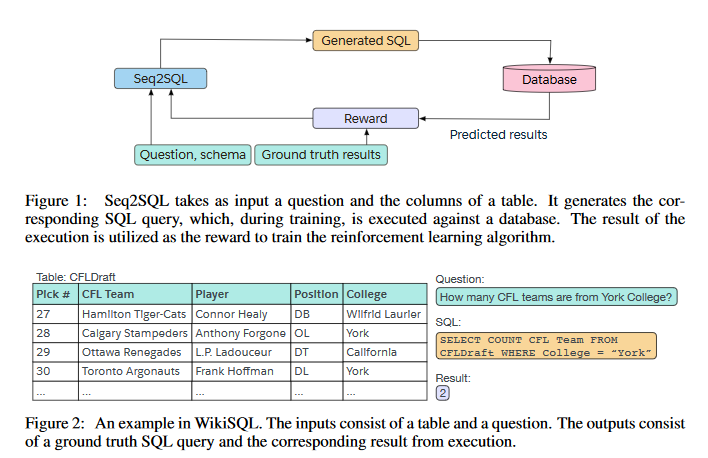 Generated SQL
Seq2SQL
Database
Reward
Predicted results
Question, schema
Ground truth results
Figure 1: Seq2SQL takes as input a question and the columns of a table. It generates the cor-
responding SQL query, which, during training, is executed against a database. The result of the
execution is utilized as the reward to train the reinforcement learning algorithm.
Table: CFLDraft
Pick # CFL Team Player Position College
27 Hamilton Tiger-Cats Connor Healy DB Wilfrid Laurier
28 Calgary Stampeders Anthony Forgone OL York
29 Ottawa Renegades L.P. Ladouceur DT California
30 Toronto Argonauts Frank Hoffman DL York
... ... ... ... ...
Question:
How many CFL teams are from York College?
SQL:
SELECT COUNT CFL Team FROM
CFLDraft WHERE College = “York”
Result:
2
Figure 2: An example in WikiSQL. The inputs consist of a table and a question. The outputs consist
of a ground truth SQL query and the corresponding result from execution.